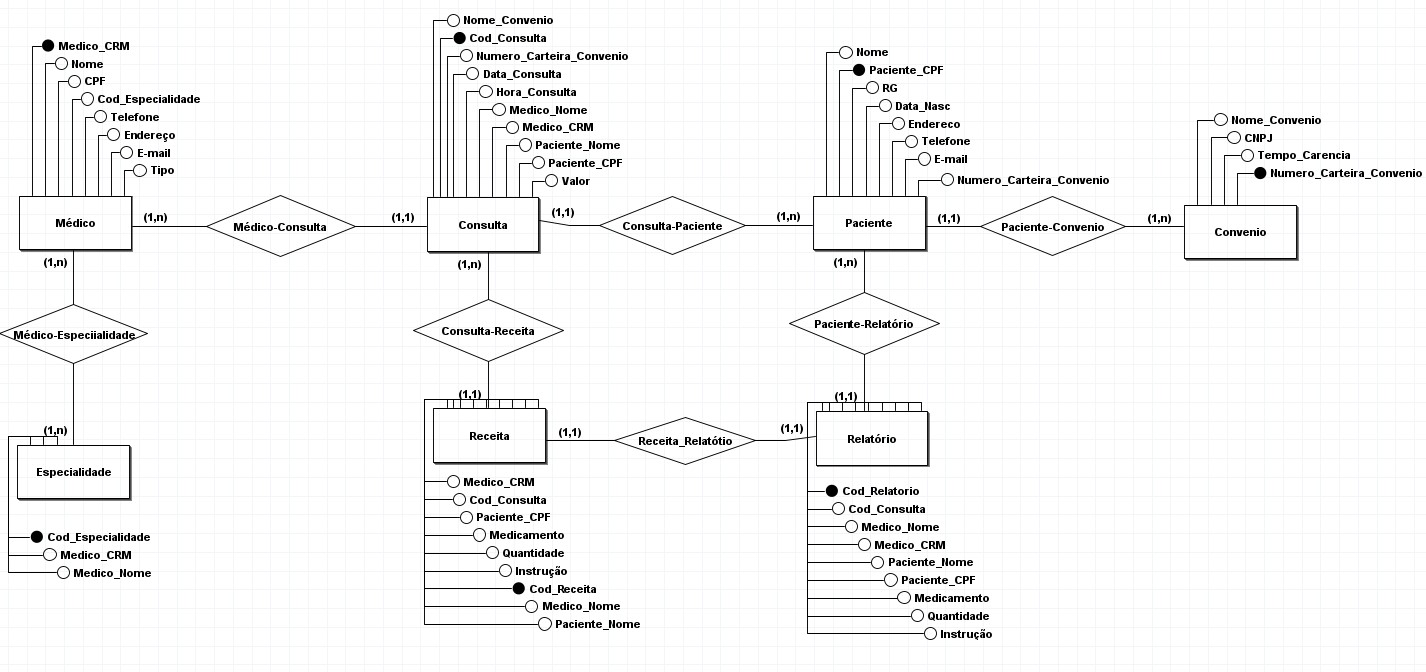 Medico_CRM
Nome
CPF
Cod_Especialidade
Telefone
Endereço
E-mail
Tipo
Médico
(1,n)
Médico-Consulta
(1,1)
Nome_Convenio
Cod_Consulta
Numero_Carteira_Convenio
Data_Consulta
Hora_Consulta
Medico_Nome
Medico_CRM
Paciente_Nome
Paciente_CPF
Valor
Consulta
(1,1)
Consulta-Paciente
(1,n)
Nome
Paciente_CPF
RG
Data_Nasc
Endereco
Telefone
E-mail
Numero_Carteira_Convenio
Paciente
(1,1)
Paciente-Convenio
(1,n)
Nome_Convenio
CNPJ
Tempo_Carencia
Numero_Carteira_Convenio
Convenio
(1,n)
Médico-Especiialidade
(1,n)
Especialidade
Cod_Especialidade
Medico_CRM
Medico_Nome
(1,n)
Consulta-Receita
(1,1)
Receita
Medico_CRM
Cod_Consulta
Paciente_CPF
Medicamento
Quantidade
Instrução
Cod_Receita
Medico_Nome
Paciente_Nome
(1,1)
Receita_Relatótio
(1,1)
(1,n)
Paciente-Relatório
(1,1)
Relatório
Cod_Relatorio
Cod_Consulta
Medico_Nome
Medico_CRM
Paciente_Nome
Paciente_CPF
Medicamento
Quantidade
Instrução